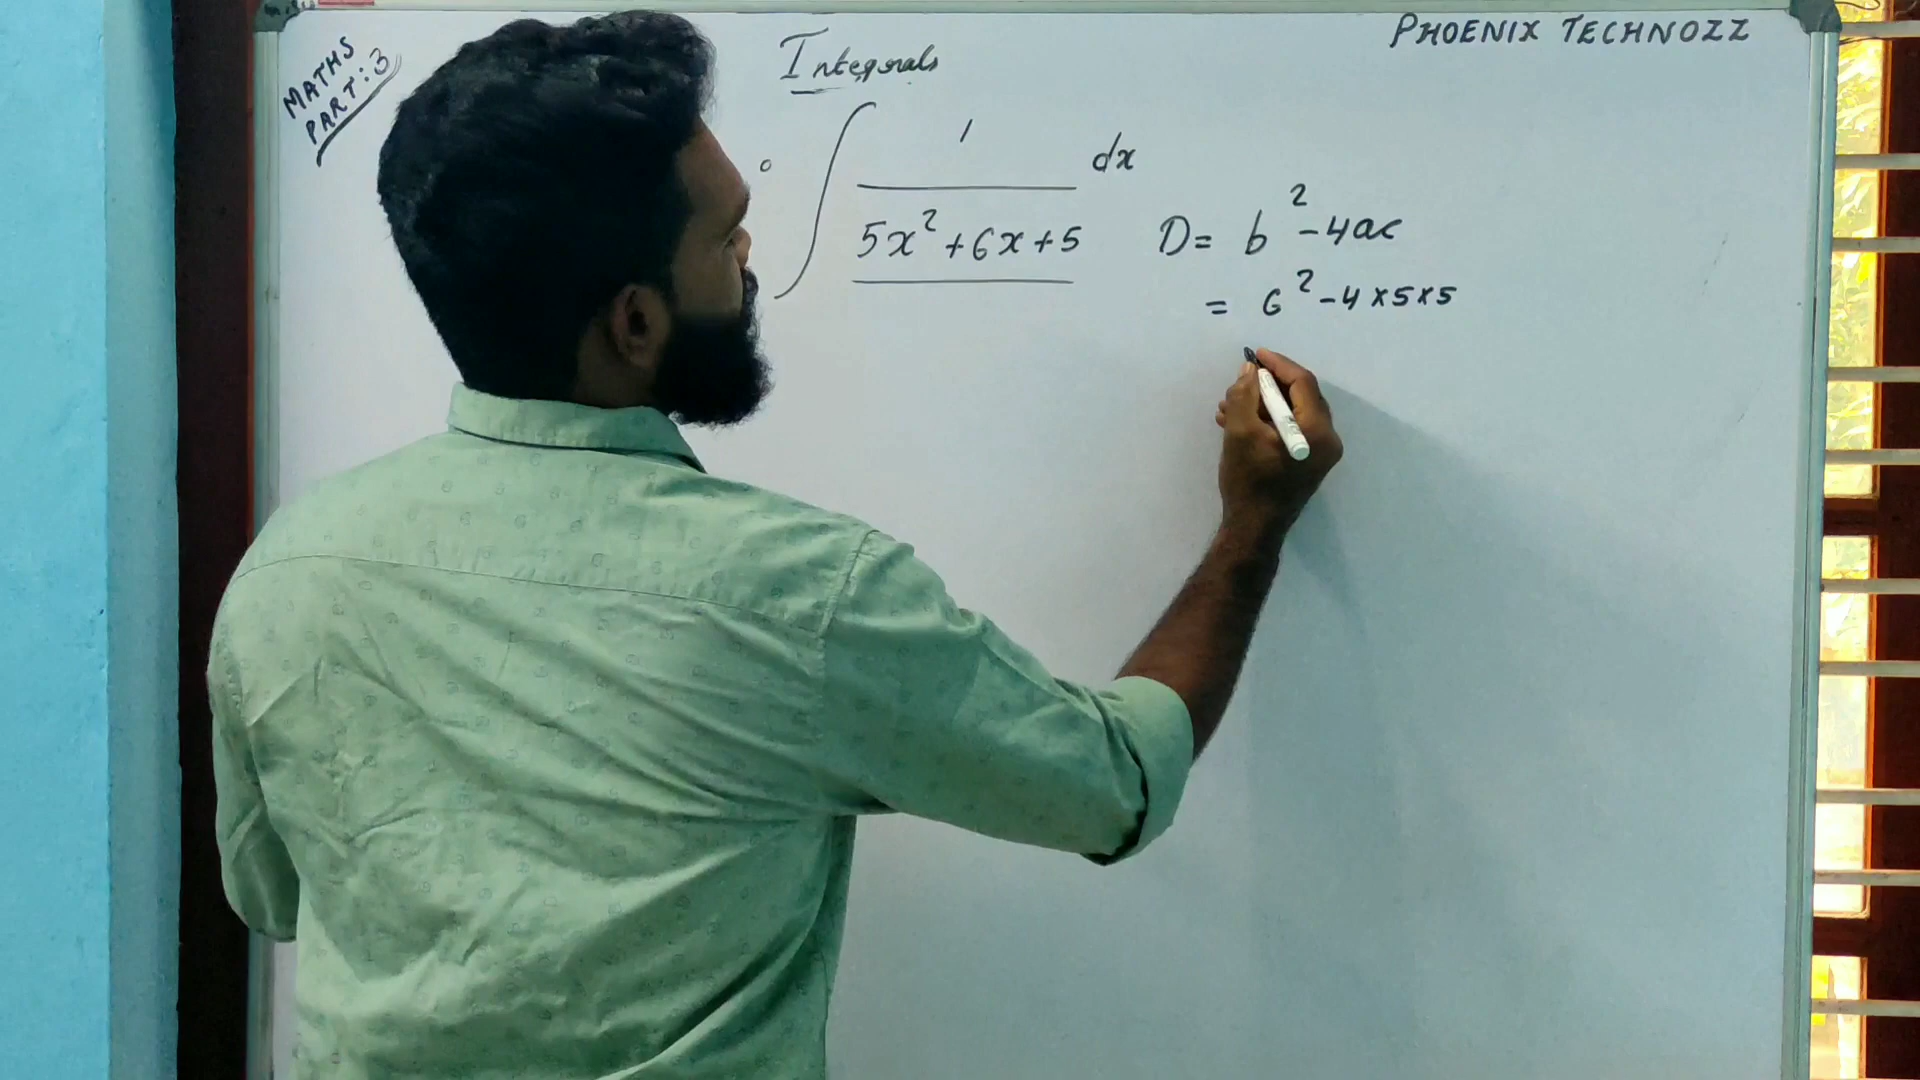 MATHS
PART:3
Integrals
PHOENIX TECHNOZZ
∫ 1 dx
5x²+6x+5
D= b²-4ac
= 6²-4×5×5